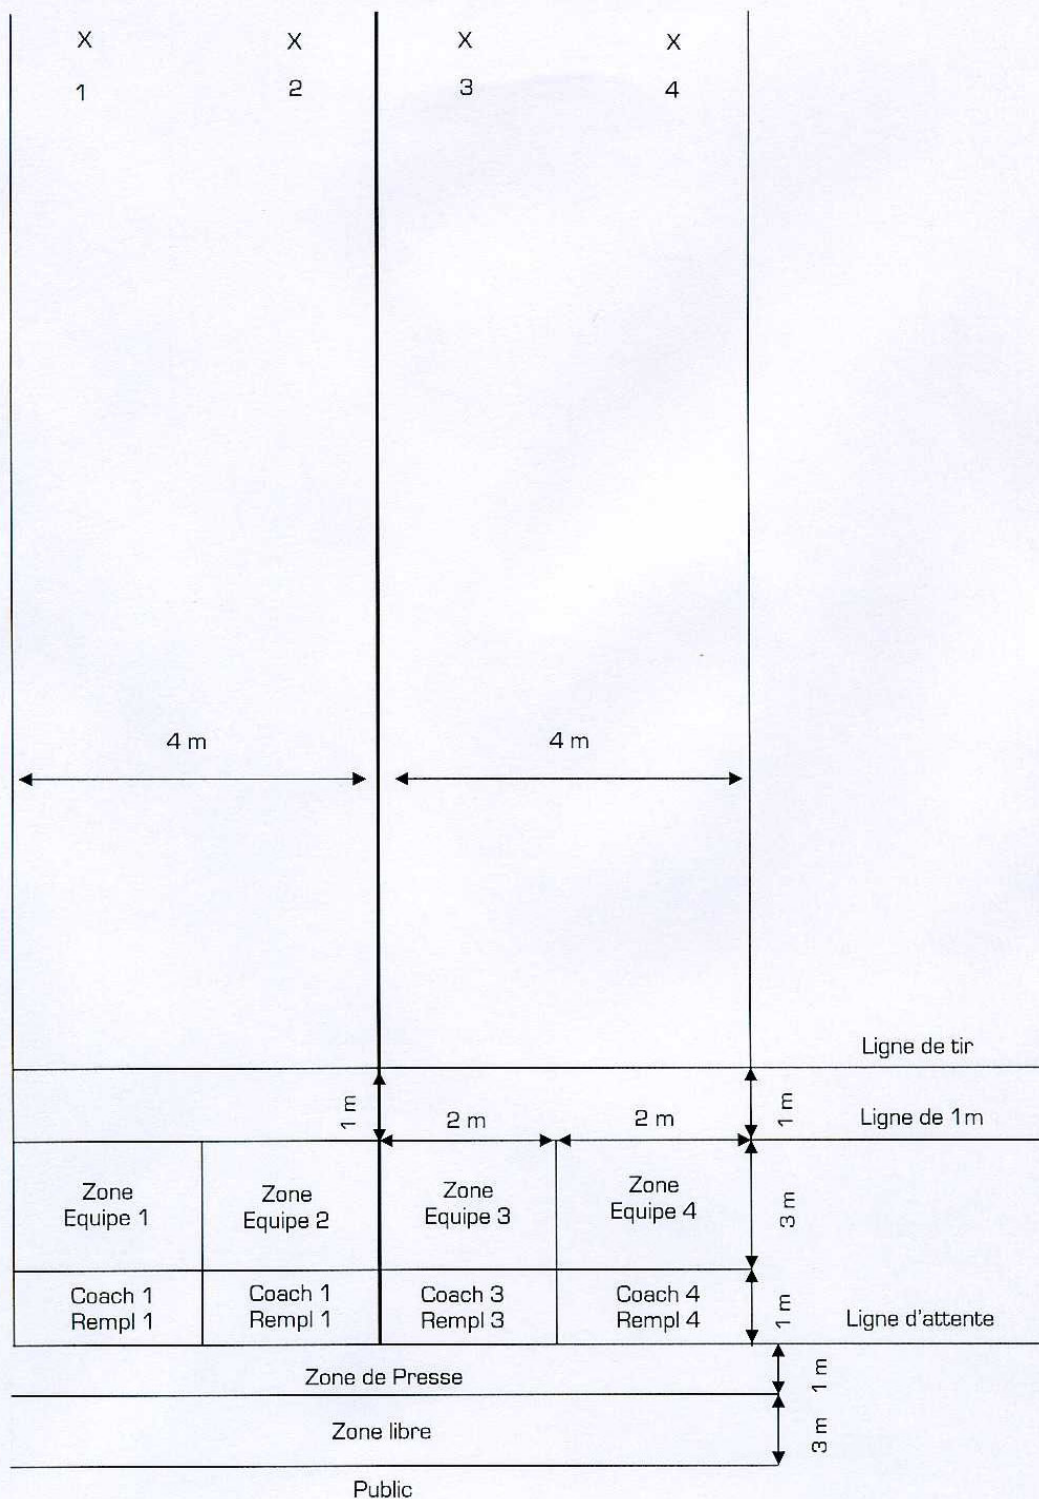 X X X X
1 2 3 4
4 m 4 m
Ligne de tir
1 m 2 m 2 m 1 m Ligne de 1m
Zone Zone Zone Zone
Equipe 1 Equipe 2 Equipe 3 Equipe 4
3 m
Coach 1 Coach 1 Coach 3 Coach 4
Rempl 1 Rempl 1 Rempl 3 Rempl 4
1 m Ligne d'attente
Zone de Presse 1 m
Zone libre 3 m
Public